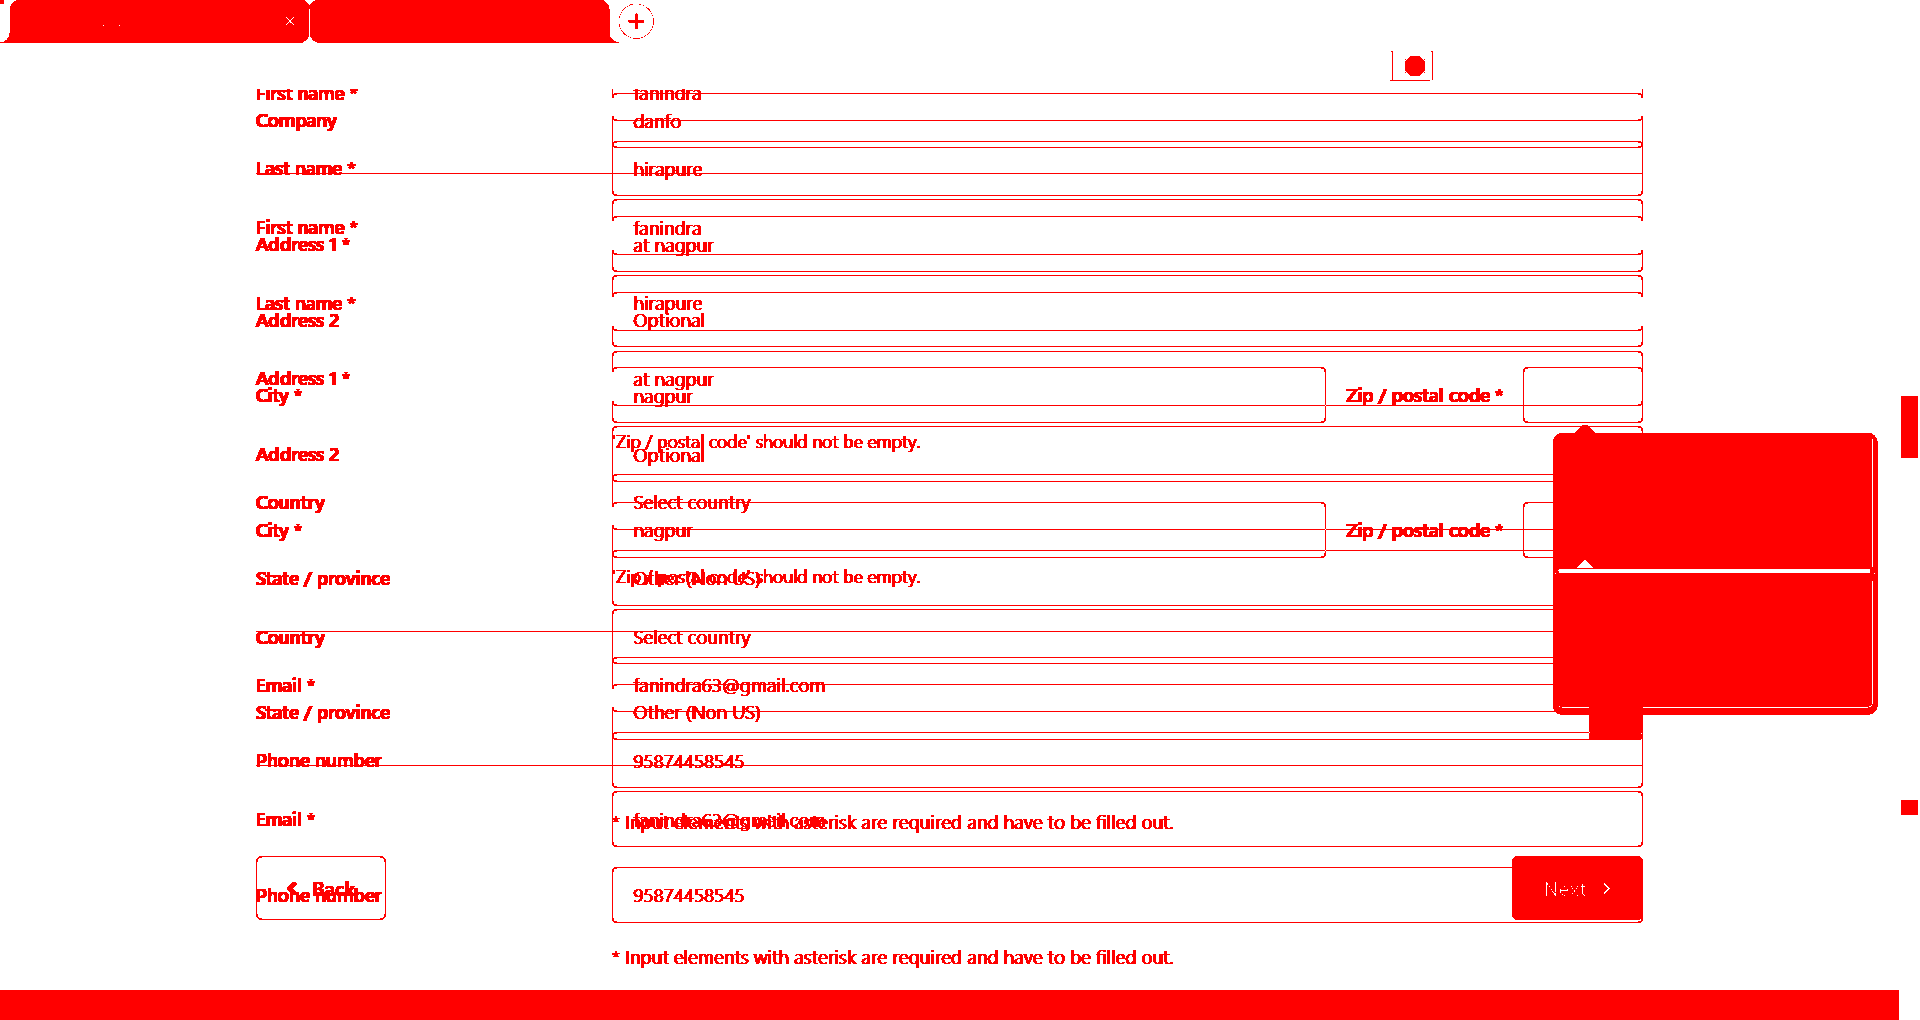 First name * fanindra
Company danfo
Last name * hirapure
First name * fanindra
Address 1 * at nagpur
Last name * hirapure
Address 2 Optional
Address 1 * at nagpur
City * nagpur Zip / postal code *
'Zip / postal code' should not be empty.
Address 2 Optional
Country Select country
City * nagpur Zip / postal code *
'Zip / postal code' should not be empty.
State / province Other (Non US)
Country Select country
Email * fanindra63@gmail.com
State / province Other (Non US)
Phone number 95874458545
Email * fanindra63@gmail.com
* Input elements with asterisk are required and have to be filled out.
Back Next
Phone number 95874458545
* Input elements with asterisk are required and have to be filled out.